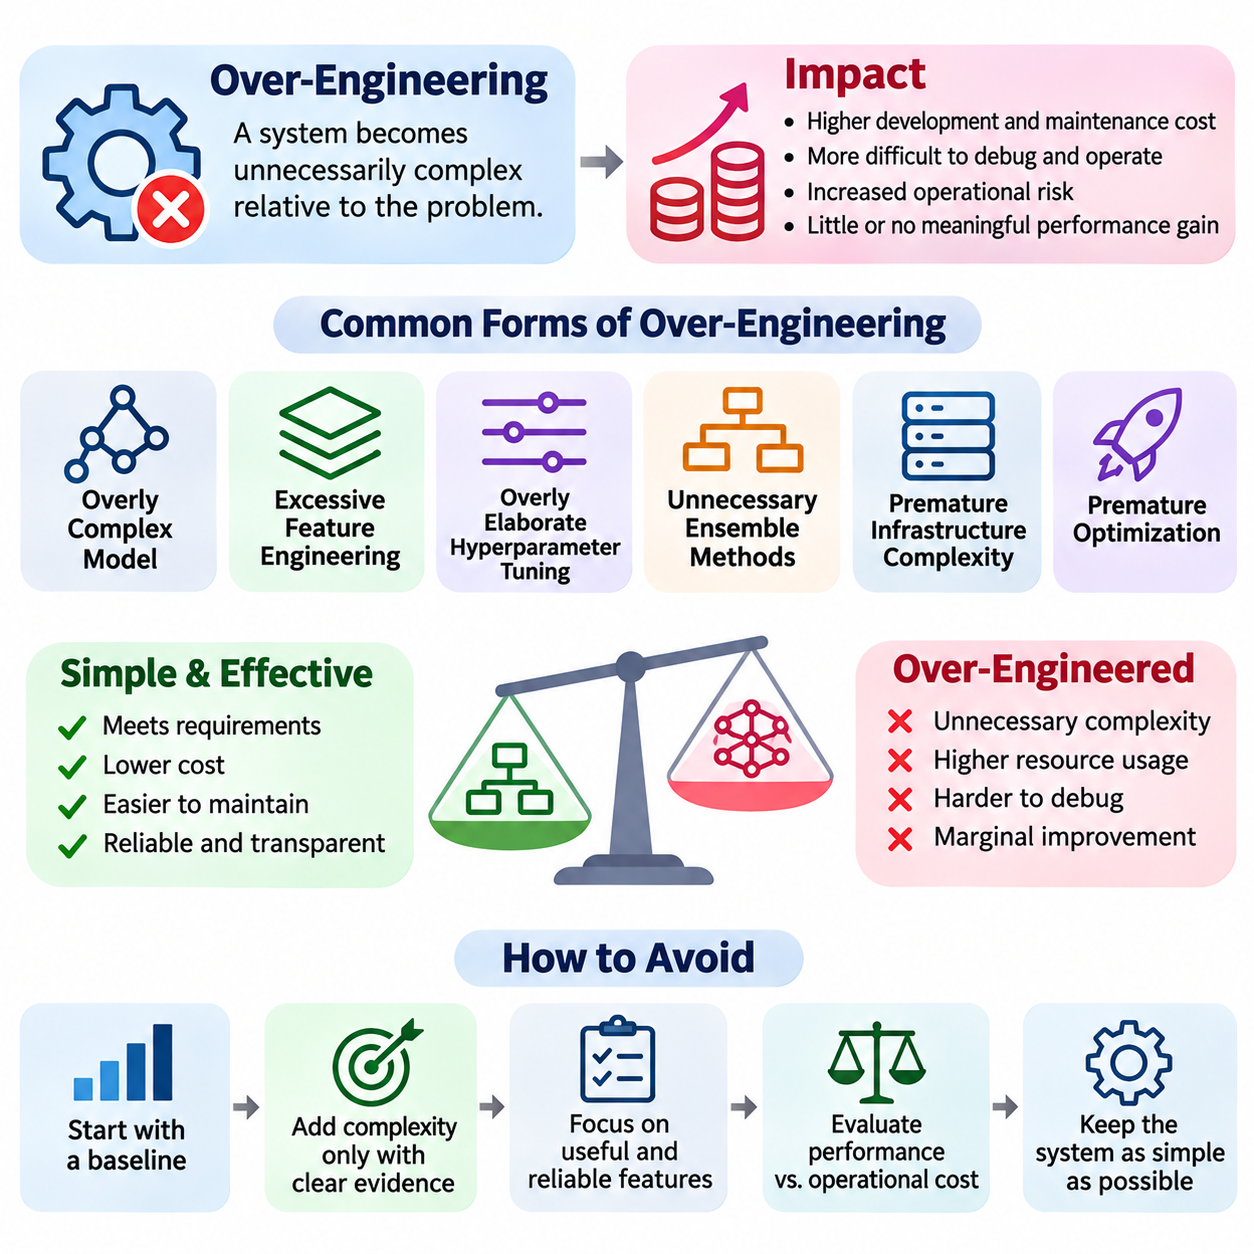 Over-Engineering
A system becomes
unnecessarily complex
relative to the problem.
Impact
• Higher development and maintenance cost
• More difficult to debug and operate
• Increased operational risk
• Little or no meaningful performance gain
Common Forms of Over-Engineering
Overly
Complex
Model
Excessive
Feature
Engineering
Overly
Elaborate
Hyperparameter
Tuning
Unnecessary
Ensemble
Methods
Premature
Infrastructure
Complexity
Premature
Optimization
Simple & Effective
Meets requirements
Lower cost
Easier to maintain
Reliable and transparent
Over-Engineered
Unnecessary complexity
Higher resource usage
Harder to debug
Marginal improvement
How to Avoid
Start with
a baseline
Add complexity
only with
clear evidence
Focus on
useful and
reliable features
Evaluate
performance
vs. operational cost
Keep the
system as simple
as possible